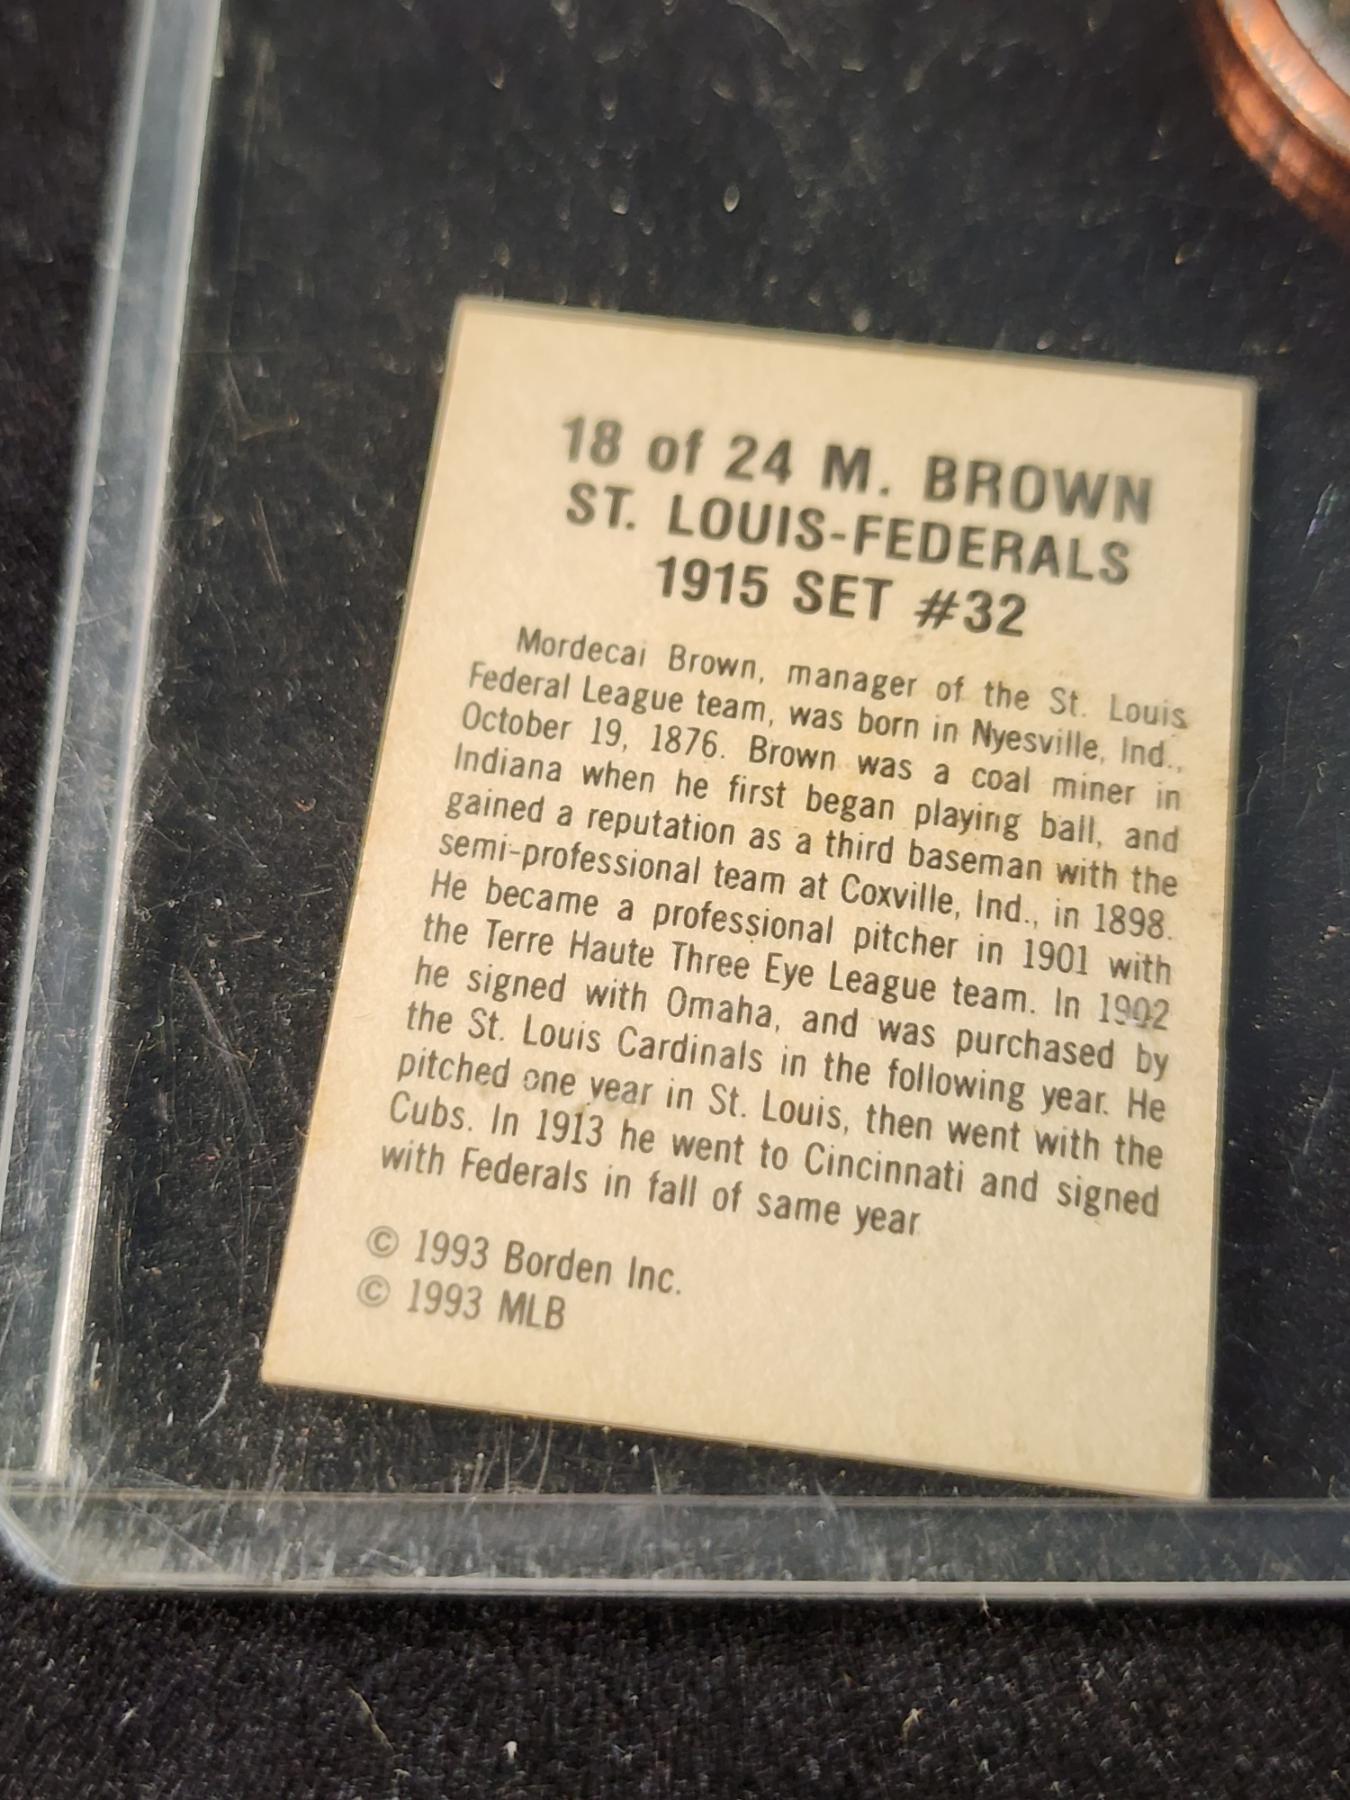 18 of 24 M. BROWN
ST. LOUIS-FEDERALS
1915 SET #32
Mordecai Brown, manager of the St. Louis
Federal League team, was born in Nyesville, Ind.,
October 19, 1876. Brown was a coal miner in
Indiana when he first began playing ball, and
gained a reputation as a third baseman with the
semi-professional team at Coxville, Ind., in 1898.
He became a professional pitcher in 1901 with
the Terre Haute Three Eye League team. In 1902
he signed with Omaha, and was purchased by
the St. Louis Cardinals in the following year. He
pitched one year in St. Louis, then went with the
Cubs. In 1913 he went to Cincinnati and signed
with Federals in fall of same year
© 1993 Borden Inc.
© 1993 MLB